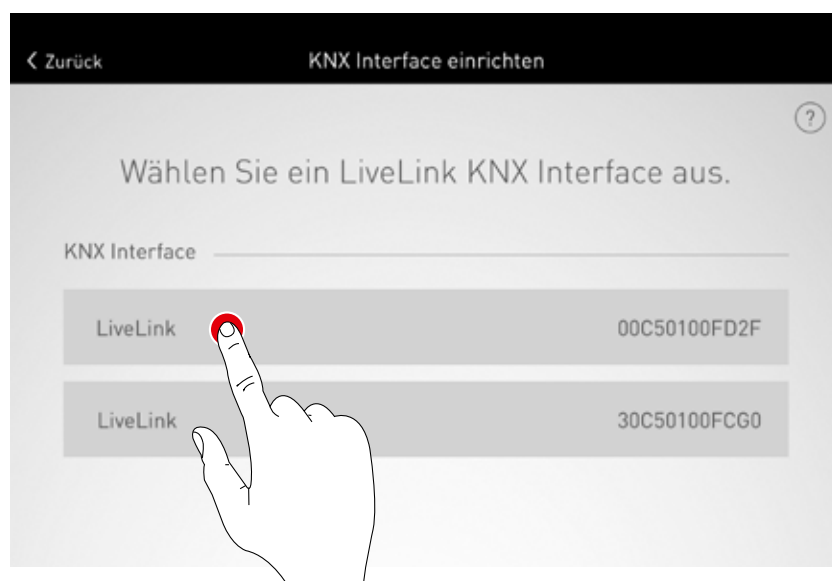 Zurück
KNX Interface einrichten
?
Wählen Sie ein LiveLink KNX Interface aus.
KNX Interface
LiveLink 00C50100FD2F
LiveLink 30C50100FCG0